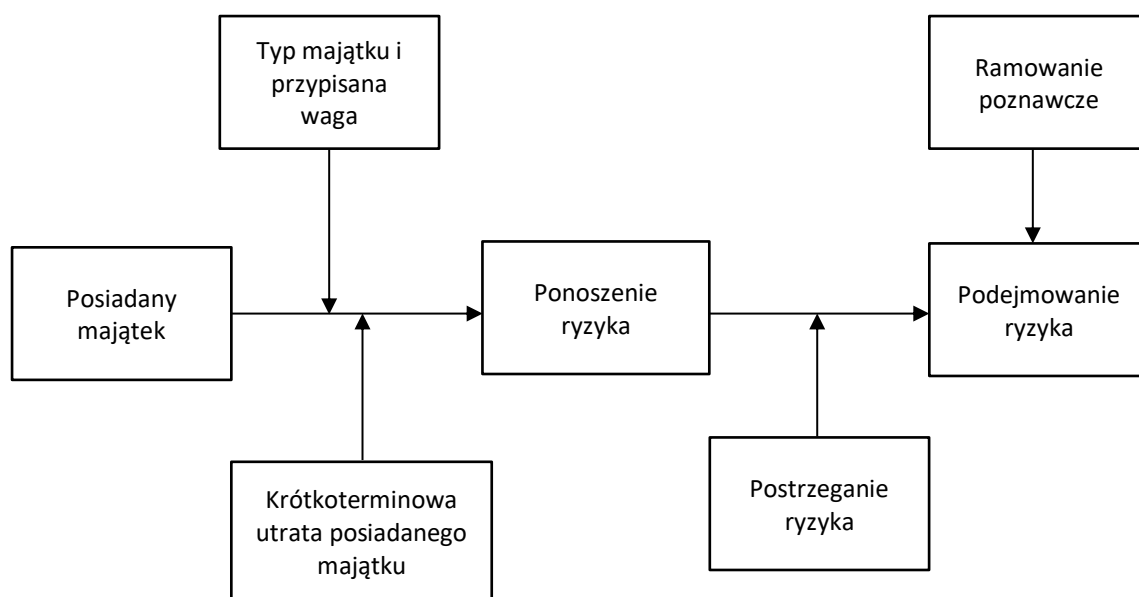 Typ majątku i
przypisana
waga
Ramowanie
poznawcze
Posiadany
majątek
Ponoszenie
ryzyka
Podejmowanie
ryzyka
Krótkoterminowa
utrata posiadanego
majątku
Postrzeganie
ryzyka